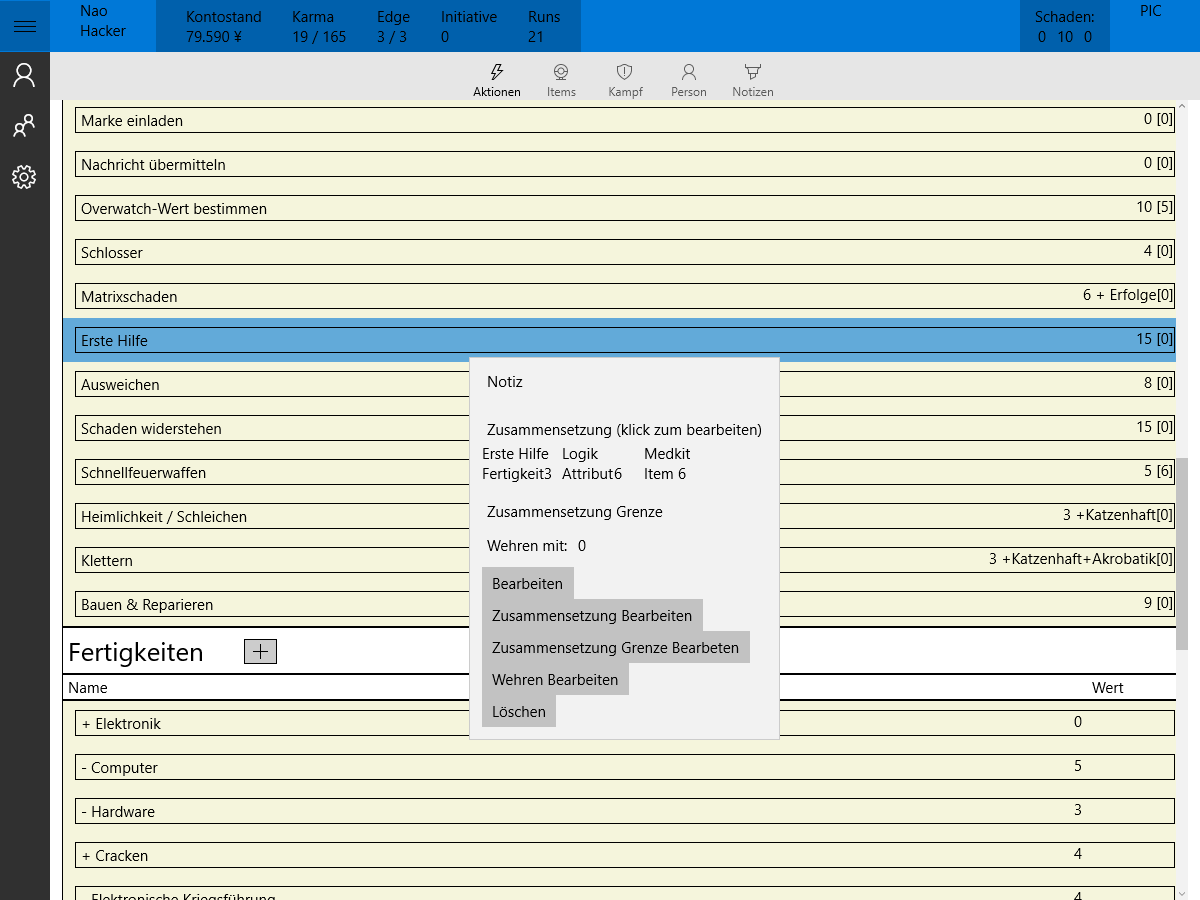 Nao
Hacker
Kontostand Karma Edge Initiative Runs
79.590 ¥ 19 / 165 3 / 3 0 21
Schaden:
0 10 0
PIC
Aktionen Items Kampf Person Notizen
Marke einladen 0 [0]
Nachricht übermitteln 0 [0]
Overwatch-Wert bestimmen 10 [5]
Schlosser 4 [0]
Matrixschaden 6 + Erfolge[0]
Erste Hilfe 15 [0]
Ausweichen 8 [0]
Schaden widerstehen 15 [0]
Schnellfeuerwaffen 5 [6]
Heimlichkeit / Schleichen 3 +Katzenhaft[0]
Klettern 3 +Katzenhaft+Akrobatik[0]
Bauen & Reparieren 9 [0]
Notiz
Zusammensetzung (klick zum bearbeiten)
Erste Hilfe Logik Medkit
Fertigkeit3 Attribut6 Item 6
Zusammensetzung Grenze
Wehren mit: 0
Bearbeiten
Zusammensetzung Bearbeiten
Zusammensetzung Grenze Bearbeten
Wehren Bearbeiten
Löschen
Fertigkeiten +
Name Wert
+ Elektronik 0
- Computer 5
- Hardware 3
+ Cracken 4
- Elektronische Kriegsführung 4